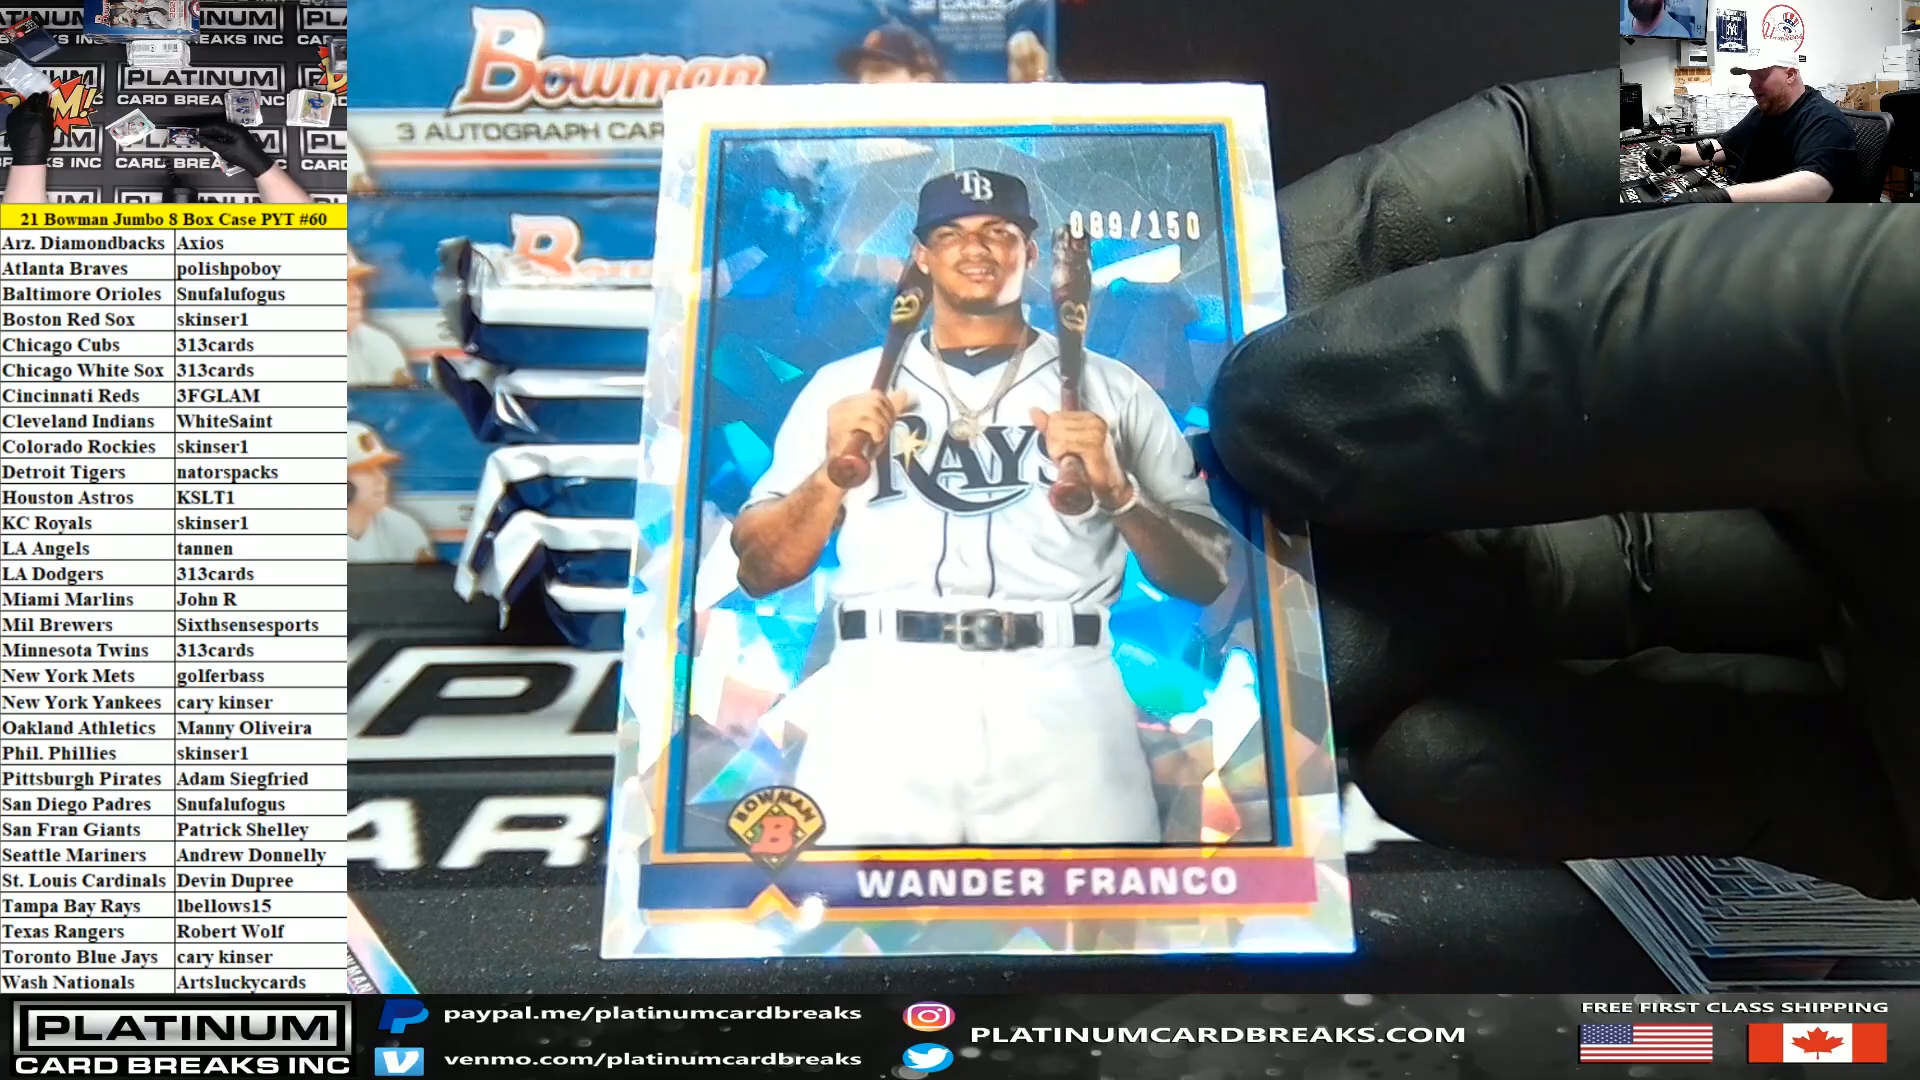 21 Bowman Jumbo 8 Box Case PYT #60
Arz. Diamondbacks Axios
Atlanta Braves polishpoboy
Baltimore Orioles Snufalufogus
Boston Red Sox skinser1
Chicago Cubs 313cards
Chicago White Sox 313cards
Cincinnati Reds 3FGLAM
Cleveland Indians WhiteSaint
Colorado Rockies skinser1
Detroit Tigers natorspacks
Houston Astros KSLT1
KC Royals skinser1
LA Angels tannen
LA Dodgers 313cards
Miami Marlins John R
Mil Brewers Sixthsensesports
Minnesota Twins 313cards
New York Mets golferbass
New York Yankees cary kinser
Oakland Athletics Manny Oliveira
Phil. Phillies skinser1
Pittsburgh Pirates Adam Siegfried
San Diego Padres Snufalufogus
San Fran Giants Patrick Shelley
Seattle Mariners Andrew Donnelly
St. Louis Cardinals Devin Dupree
Tampa Bay Rays lbellows15
Texas Rangers Robert Wolf
Toronto Blue Jays cary kinser
Wash Nationals Artsluckycards
PLATINUM
CARD BREAKS INC
Bowman
3 AUTOGRAPH CAR
TB
089/150
RAYS
BOWMAN
B
WANDER FRANCO
PLATINUM
CARD BREAKS INC
paypal.me/platinumcardbreaks
venmo.com/platinumcardbreaks
PLATINUMCARDBREAKS.COM
FREE FIRST CLASS SHIPPING